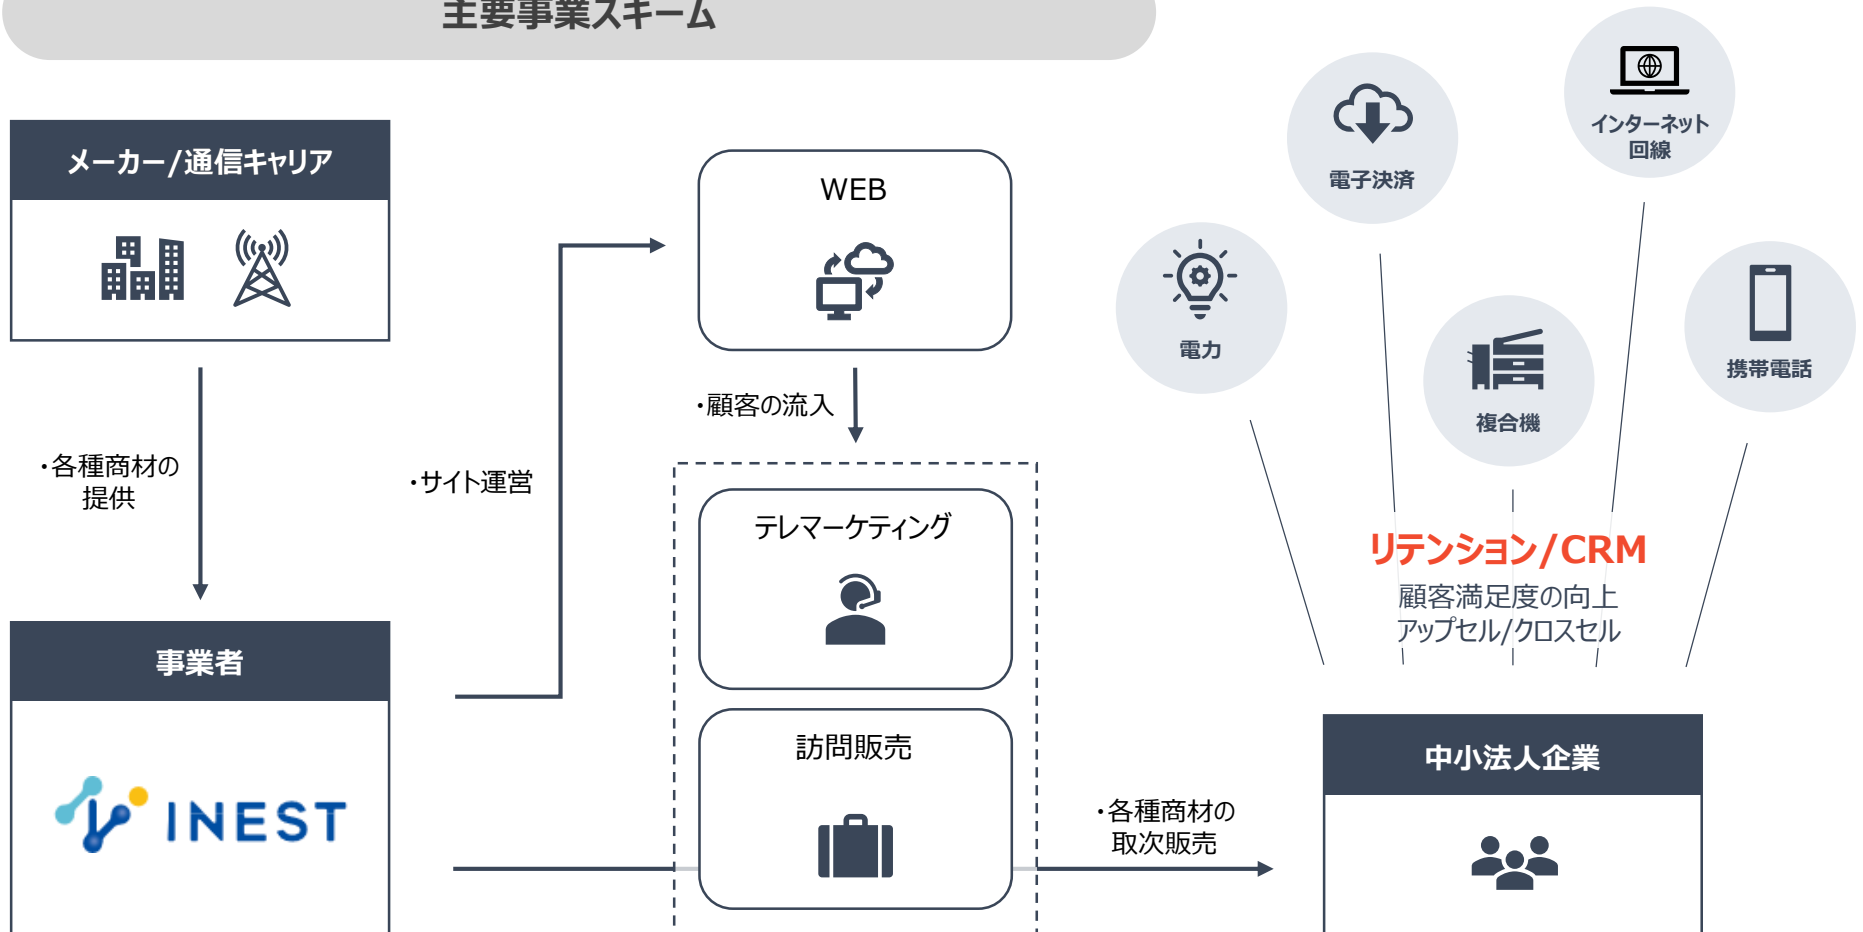 主要事業スキーム
メーカー/通信キャリア
・各種商材の
提供
事業者
INEST
・サイト運営
WEB
・顧客の流入
テレマーケティング
訪問販売
・各種商材の
取次販売
電力
電子決済
インターネット
回線
複合機
携帯電話
リテンション/CRM
顧客満足度の向上
アップセル/クロスセル
中小法人企業